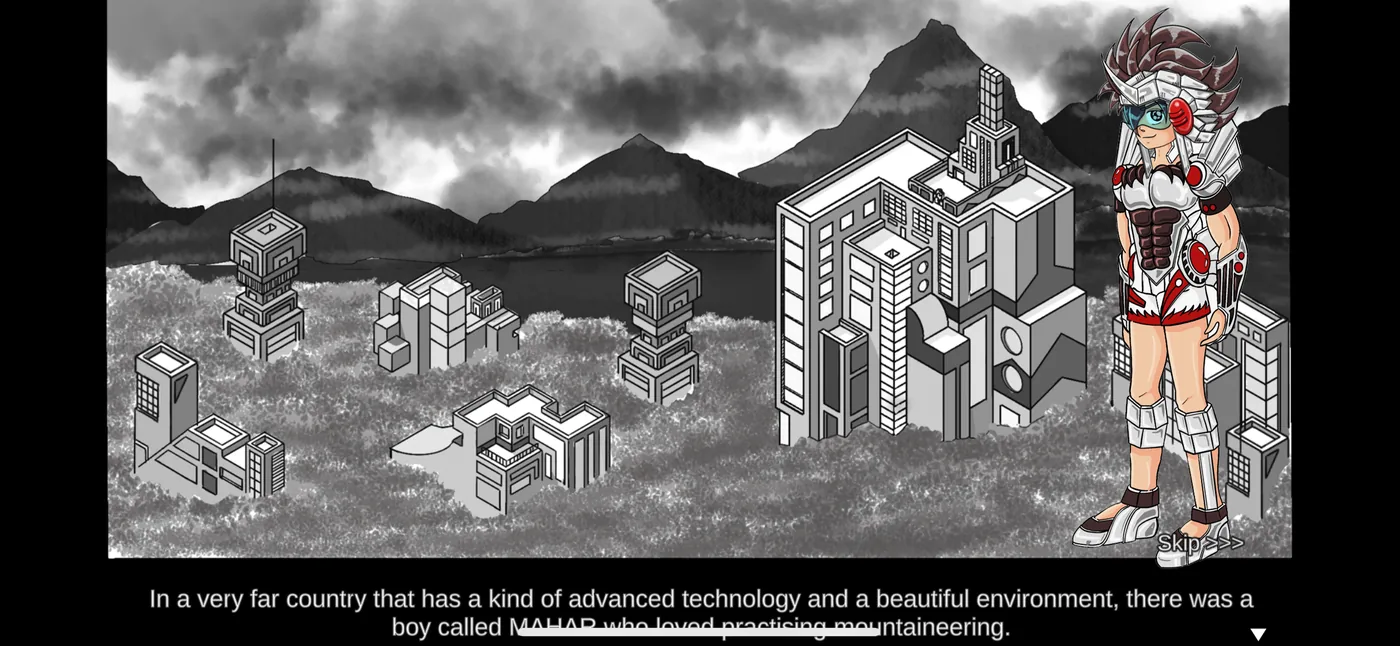 Skip >>>
In a very far country that has a kind of advanced technology and a beautiful environment, there was a
boy called MAHAR who loved practising mountaineering.